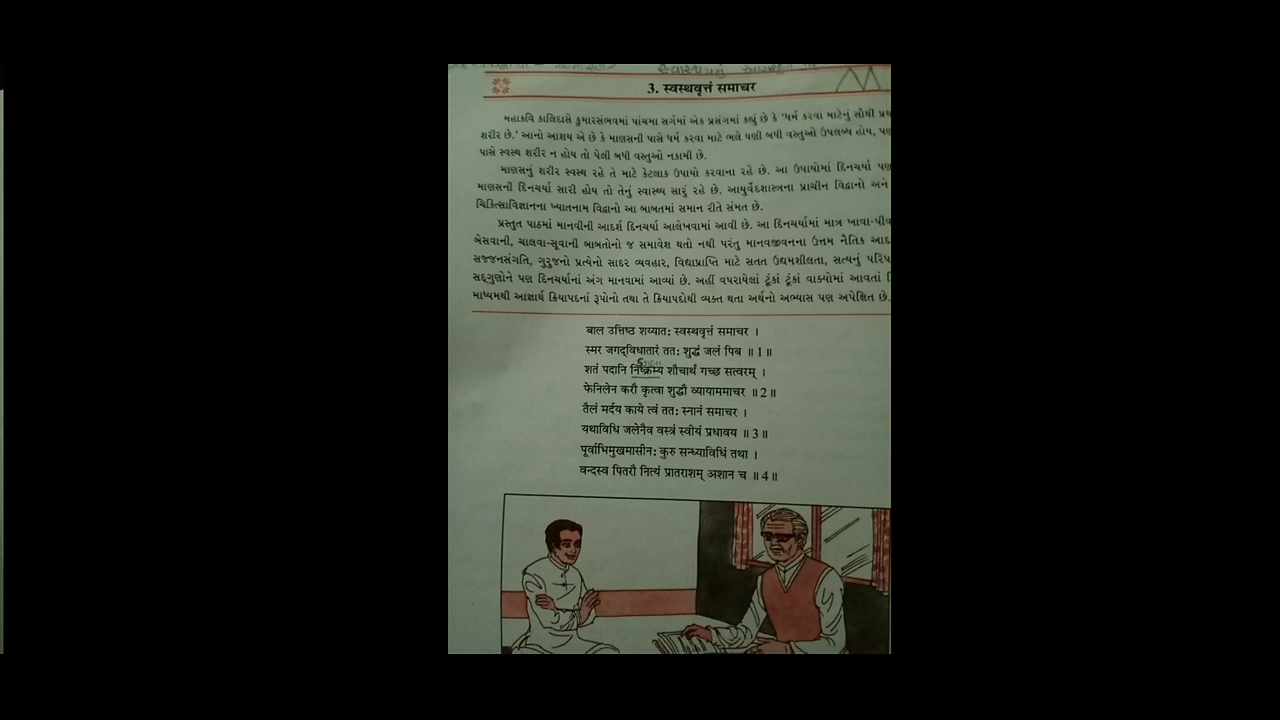 3. स्वस्थवृत्तं समाचर
મહાકવિ કાલિદાસે કુમારસંભવમાં પાંચમા સર્ગમાં એક પ્રસંગમાં કહ્યું છે કે ‘ધર્મ કરવા માટેનું સૌથી
શરીર છે.’ આનો આશય એ છે કે માણસની પાસે ધર્મ કરવા માટે ભલે ઘણી બધી વસ્તુઓ ઉપલબ્ધ હોય,
પાસે સ્વસ્થ શરીર ન હોય તો પેલી બધી વસ્તુઓ નકામી છે.
માણસનું શરીર સ્વસ્થ રહે તે માટે કેટલાક ઉપાયો કરવાના રહે છે. આ ઉપાયોમાં દિનચર્યા પણ
માણસની દિનચર્યા સારી હોય તો તેનું સ્વાસ્થ્ય સારું રહે છે. આયુર્વેદશાસ્ત્રના પ્રાચીન વિદ્વાનો અને
ચિકિત્સાવિજ્ઞાનના ખ્યાતનામ વિદ્વાનો આ બાબતમાં સમાન રીતે સંમત છે.
પ્રસ્તુત પાઠમાં માનવીની આદર્શ દિનચર્યા આલેખવામાં આવી છે. આ દિનચર્યામાં માત્ર
બેસવાની, ચાલવા-સૂવાની બાબતોનો જ સમાવેશ થતો નથી પરંતુ માનવજીવનના ઉત્તમ નૈતિક
સજ્જનસંગતિ, ગુરુજનો પ્રત્યેનો સાદર વ્યવહાર, વિદ્યાપ્રાપ્તિ માટે સતત ઉદ્યમશીલતા, સત્યનું
સદ્ગુણોને પણ દિનચર્યાનાં અંગ માનવામાં આવ્યાં છે. અહીં વપરાયેલાં ટૂંકાં ટૂંકાં વાક્યોમાં આવતાં
માધ્યમથી આજ્ઞાર્થ ક્રિયાપદનાં રૂપોનો તથા તે ક્રિયાપદોથી વ્યક્ત થતા અર્થનો અભ્યાસ પણ અપેક્ષિત છે.
बाल उत्तिष्ठ शय्यातः स्वस्थवृत्तं समाचर ।
स्मर जगद्विधातारं ततः शुद्धं जलं पिब ॥ 1 ॥
शतं पदानि निष्क्रम्य शौचार्थं गच्छ सत्वरम् ।
फेनिलेन करौ कृत्वा शुद्धौ व्यायाममाचर ॥ 2 ॥
तैलं मर्दय काये त्वं ततः स्नानं समाचर ।
यथाविधि जलेनैव वस्त्रं स्वीयं प्रधावय ॥ 3 ॥
पूर्वाभिमुखमासीनः कुरु सन्ध्याविधिं तथा ।
वन्दस्व पितरौ नित्यं प्रातराशम् अशान च ॥ 4 ॥